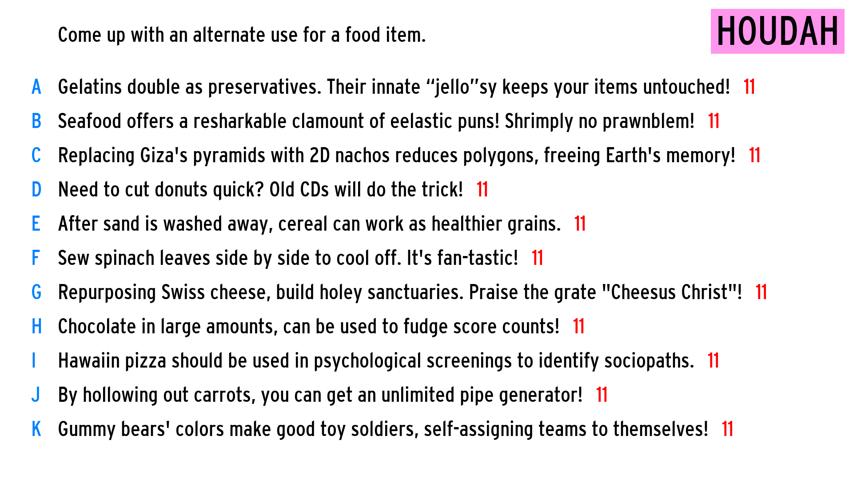 Come up with an alternate use for a food item.
HOUDAH
A Gelatins double as preservatives. Their innate “jello”sy keeps your items untouched! 11
B Seafood offers a resharkable clamount of eelastic puns! Shrimply no prawnblem! 11
C Replacing Giza's pyramids with 2D nachos reduces polygons, freeing Earth's memory! 11
D Need to cut donuts quick? Old CDs will do the trick! 11
E After sand is washed away, cereal can work as healthier grains. 11
F Sew spinach leaves side by side to cool off. It's fan-tastic! 11
G Repurposing Swiss cheese, build holey sanctuaries. Praise the grate "Cheesus Christ"! 11
H Chocolate in large amounts, can be used to fudge score counts! 11
I Hawaiin pizza should be used in psychological screenings to identify sociopaths. 11
J By hollowing out carrots, you can get an unlimited pipe generator! 11
K Gummy bears' colors make good toy soldiers, self-assigning teams to themselves! 11